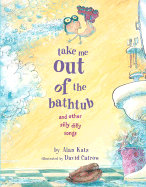 take me
out
of the
bathtub
and other
silly dilly
songs
by Alan Katz
illustrated by David Catrow